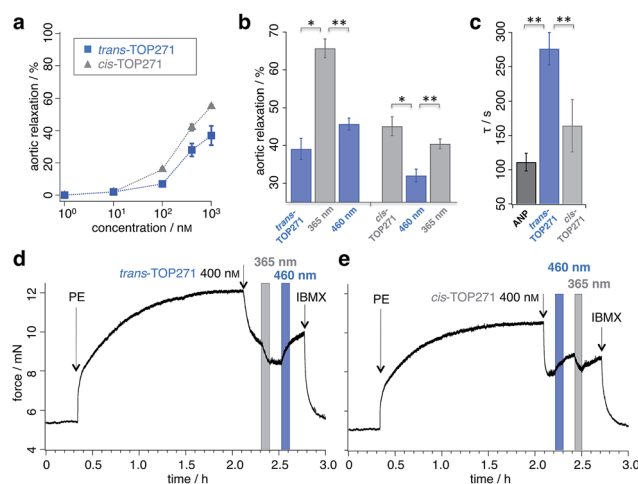 a
trans-TOP271
cis-TOP271
aortic relaxation / %
100
80
60
40
20
0
10⁰ 10¹ 10² 10³
concentration / nM
b
aortic relaxation / %
70
60
50
40
30
* **
* **
trans-TOP271
365 nm
460 nm
cis-TOP271
460 nm
365 nm
c
τ / s
300
250
200
150
100
50
** **
ANP
trans-TOP271
cis-TOP271
d
trans-TOP271 400 nM
365 nm
460 nm
PE
IBMX
force / mN
12
10
8
6
4
0.0 0.5 1.0 1.5 2.0 2.5 3.0
time / h
e
cis-TOP271 400 nM
460 nm
365 nm
PE
IBMX
0.0 0.5 1.0 1.5 2.0 2.5 3.0
time / h